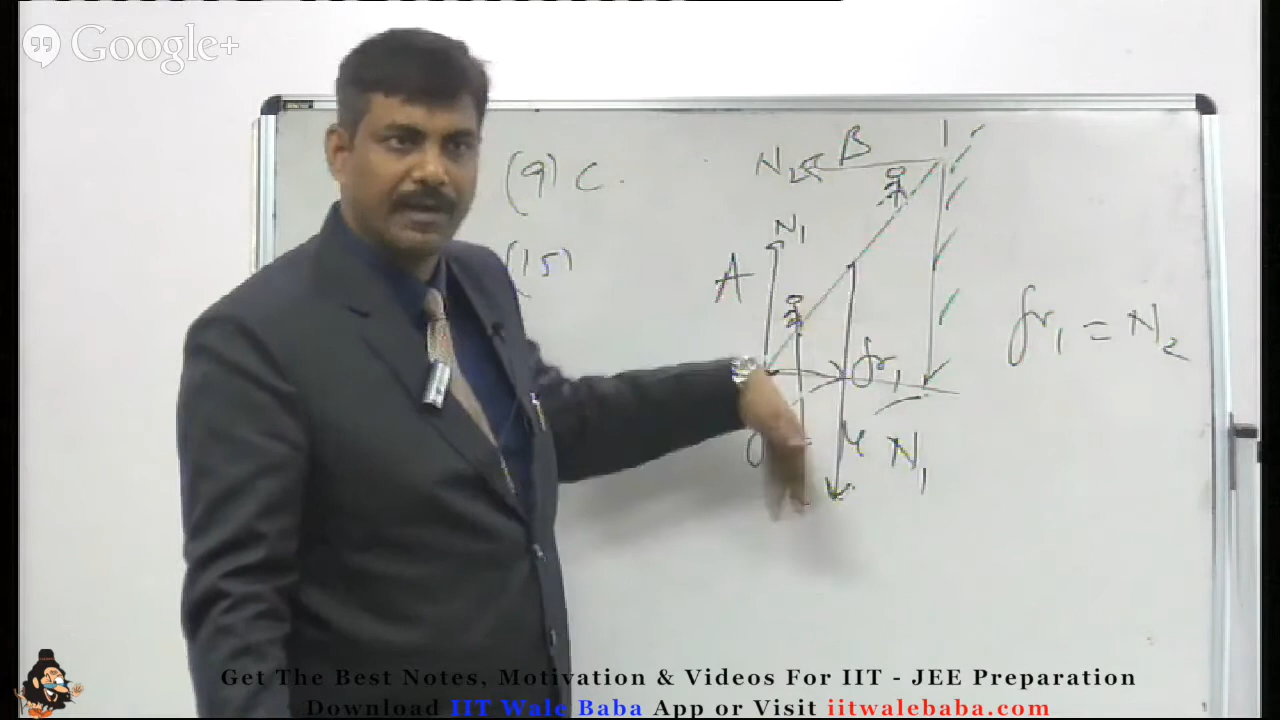 Google+
(9) C.
(15)
B
N2
N1
A
fr1
fr1 = N2
N1
Get The Best Notes, Motivation & Videos For IIT - JEE Preparation
Download IIT Wale Baba App or Visit iitwalebaba.com